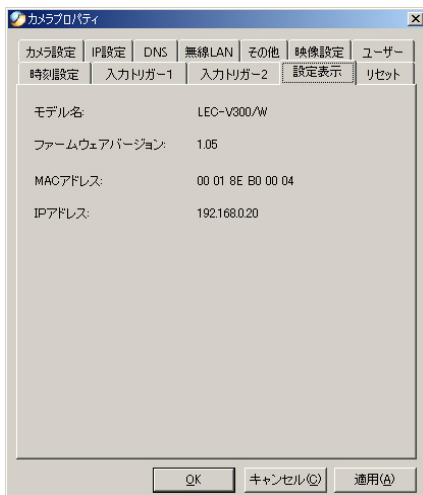 カメラプロパティ
カメラ設定 IP設定 DNS 無線LAN その他 映像設定 ユーザー
時刻設定 入力トリガー1 入力トリガー2 設定表示 リセット
モデル名: LEC-V300/W
ファームウェアバージョン: 1.05
MACアドレス: 00 01 8E B0 00 04
IPアドレス: 192.168.0.20
OK キャンセル(C) 適用(A)